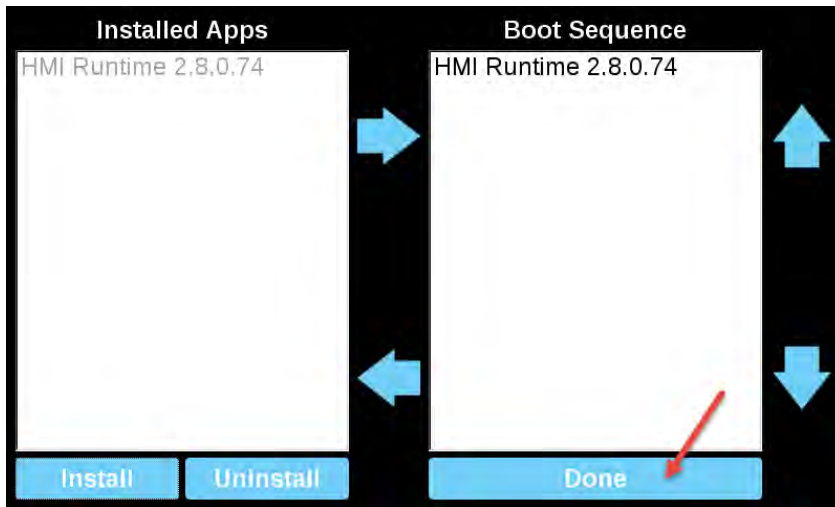 Installed Apps
HMI Runtime 2.8.0.74
Install
Uninstall
Boot Sequence
HMI Runtime 2.8.0.74
Done